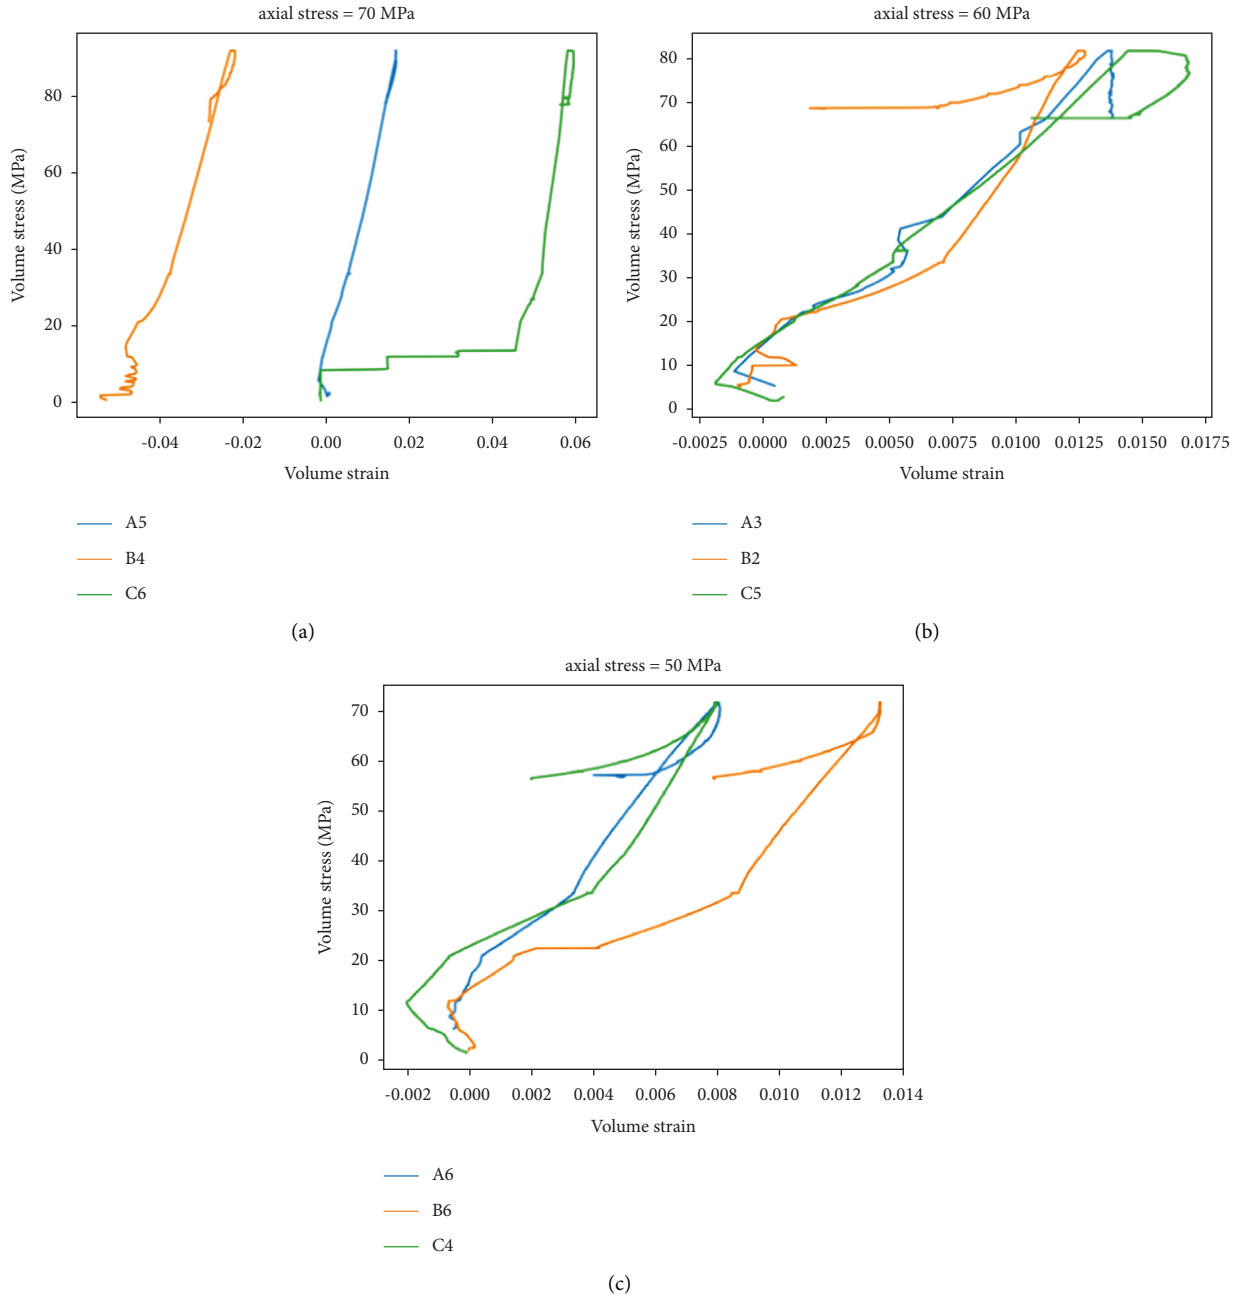 axial stress = 70 MPa
Volume stress (MPa)
80
60
40
20
0
-0.04 -0.02 0.00 0.02 0.04 0.06
Volume strain
A5
B4
C6
(a)
axial stress = 60 MPa
Volume stress (MPa)
80
70
60
50
40
30
20
10
0
-0.0025 0.0000 0.0025 0.0050 0.0075 0.0100 0.0125 0.0150 0.0175
Volume strain
A3
B2
C5
(b)
axial stress = 50 MPa
Volume stress (MPa)
70
60
50
40
30
20
10
0
-0.002 0.000 0.002 0.004 0.006 0.008 0.010 0.012 0.014
Volume strain
A6
B6
C4
(c)